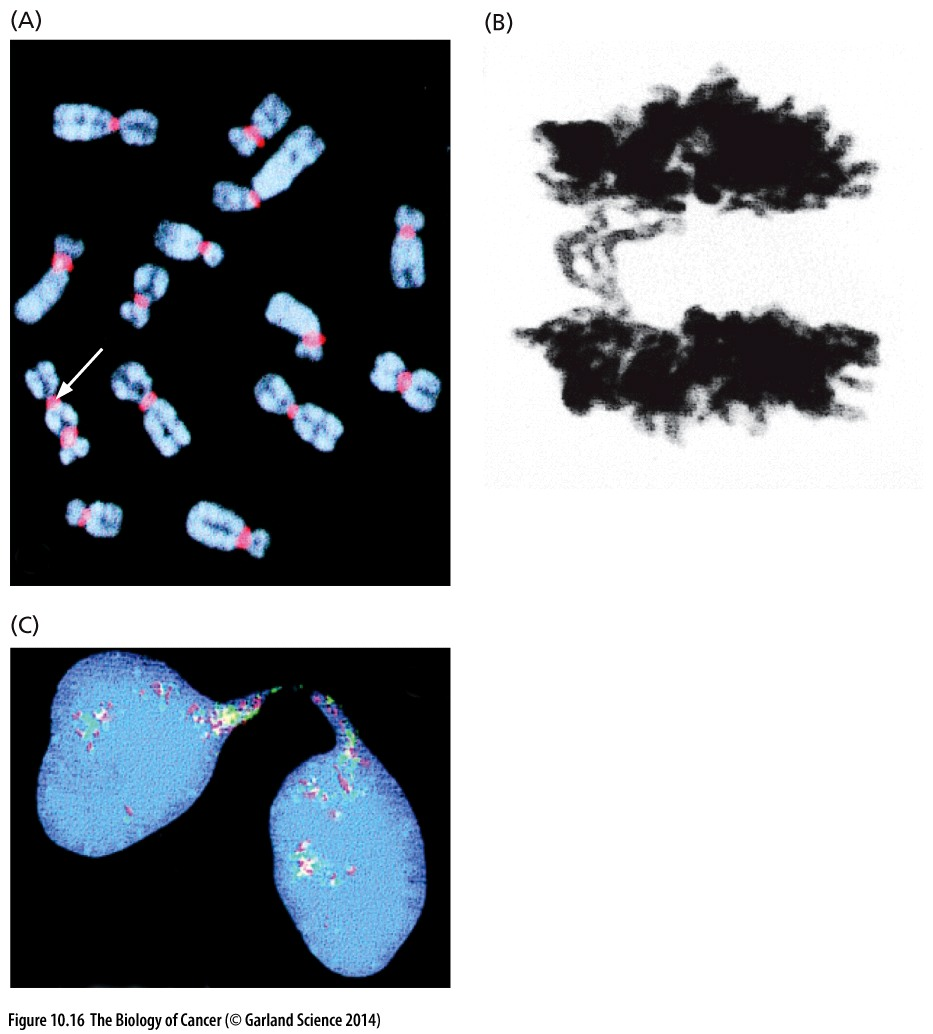 (A)
(B)
(C)
Figure 10.16 The Biology of Cancer (© Garland Science 2014)